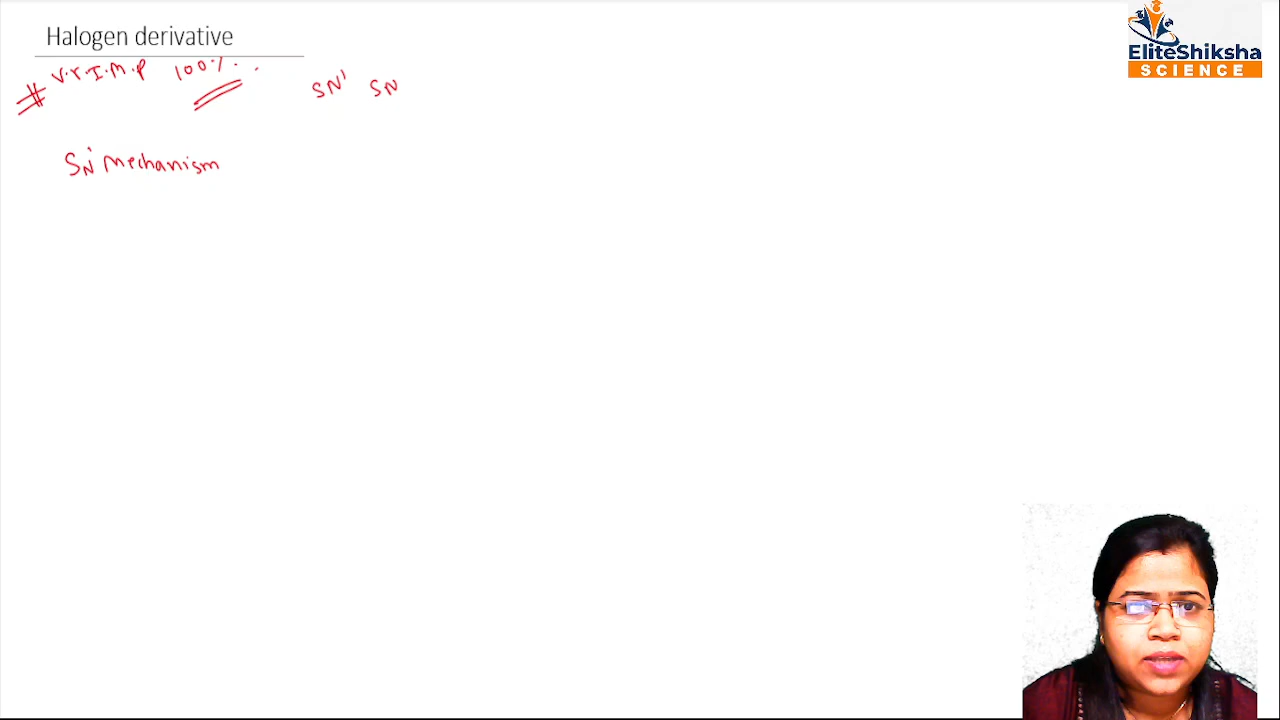 Halogen derivative
EliteShiksha
SCIENCE
# V.V.I.M.P 100%.
SN¹ SN
SN¹ Mechanism